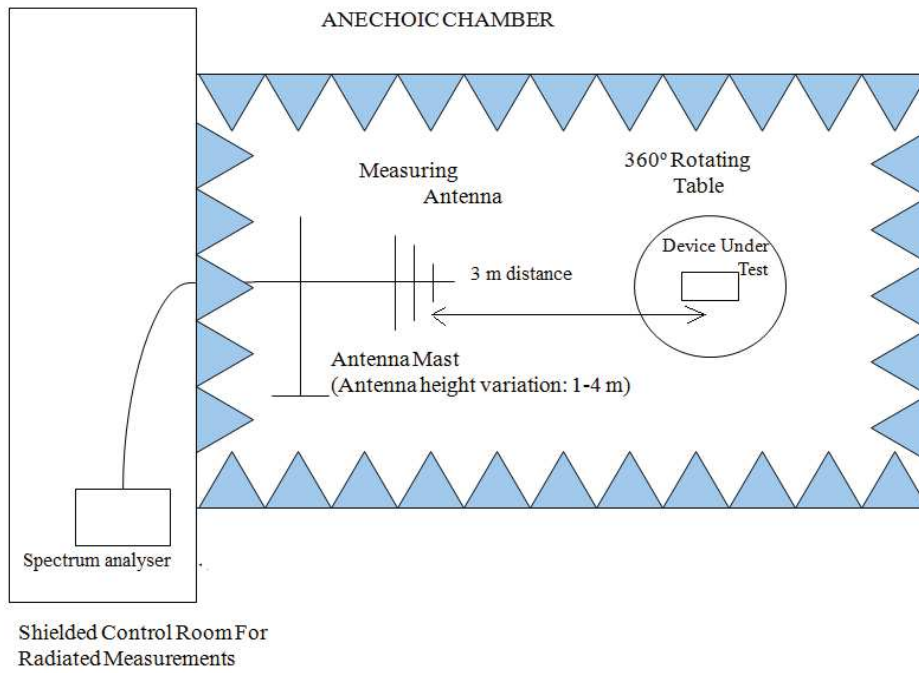 ANECHOIC CHAMBER
Measuring
Antenna
360º Rotating
Table
Device Under
Test
3 m distance
Antenna Mast
(Antenna height variation: 1-4 m)
Spectrum analyser
Shielded Control Room For
Radiated Measurements